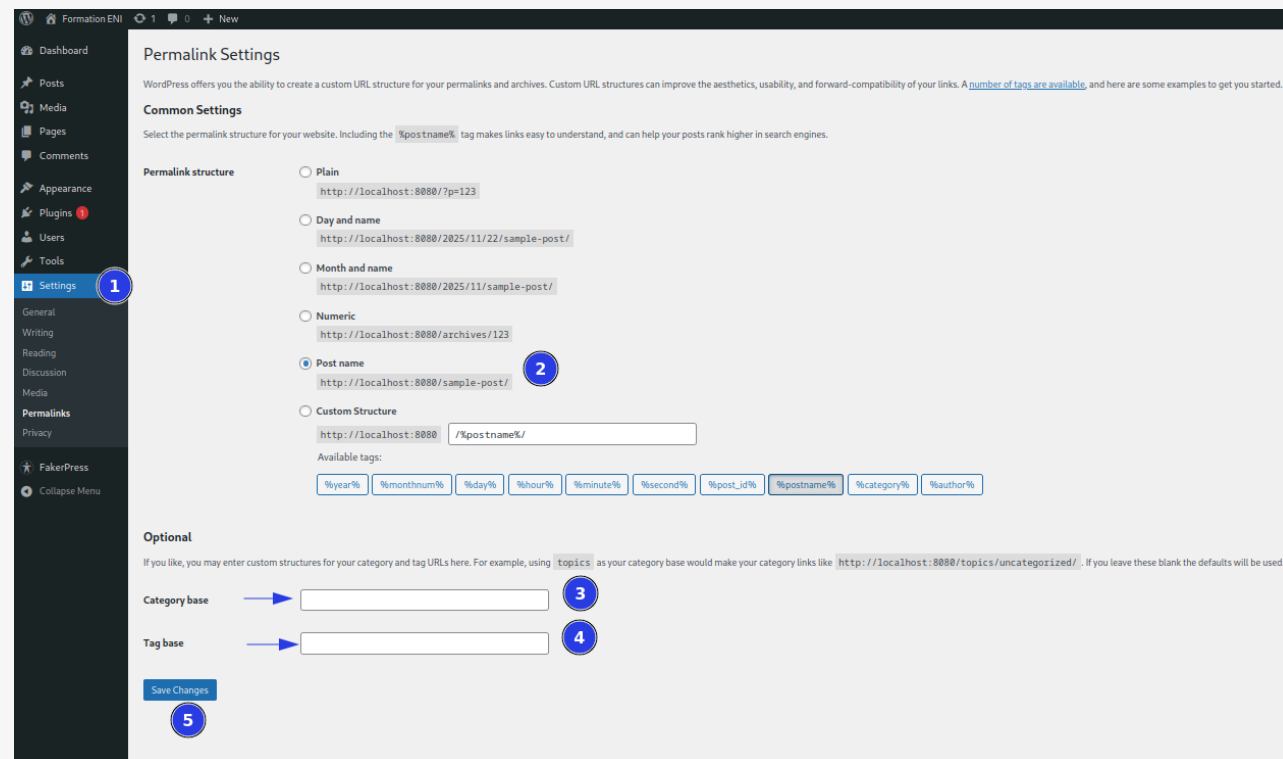 Formation ENI 1 0 + New
Dashboard
Posts
Media
Pages
Comments
Appearance
Plugins 1
Users
Tools
Settings 1
General
Writing
Reading
Discussion
Media
Permalinks
Privacy
FakerPress
Collapse Menu
Permalink Settings
WordPress offers you the ability to create a custom URL structure for your permalinks and archives. Custom URL structures can improve the aesthetics, usability, and forward-compatibility of your links. A number of tags are available, and here are some examples to get you started.
Common Settings
Select the permalink structure for your website. Including the %postname% tag makes links easy to understand, and can help your posts rank higher in search engines.
Permalink structure
Plain
http://localhost:8080/?p=123
Day and name
http://localhost:8080/2025/11/22/sample-post/
Month and name
http://localhost:8080/2025/11/sample-post/
Numeric
http://localhost:8080/archives/123
Post name
2
http://localhost:8080/sample-post/
Custom Structure
http://localhost:8080 /%postname%/
Available tags:
%year% %monthnum% %day% %hour% %minute% %second% %post_id% %postname% %category% %author%
Optional
If you like, you may enter custom structures for your category and tag URLs here. For example, using topics as your category base would make your category links like http://localhost:8080/topics/uncategorized/ . If you leave these blank the defaults will be used
Category base 3
Tag base 4
Save Changes
5